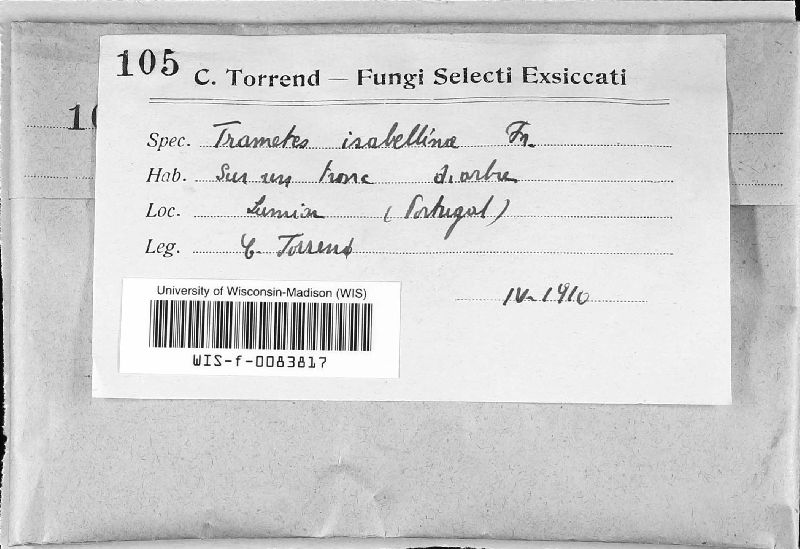 105 C. Torrend — Fungi Selecti Exsiccati
10
Spec. Trametes isabellina Fr.
Hab. Sur un tronc d'arbre
Loc. Lumiar (Portugal)
Leg. C. Torrend
IV-1910
University of Wisconsin-Madison (WIS)
WIS-f-0083817